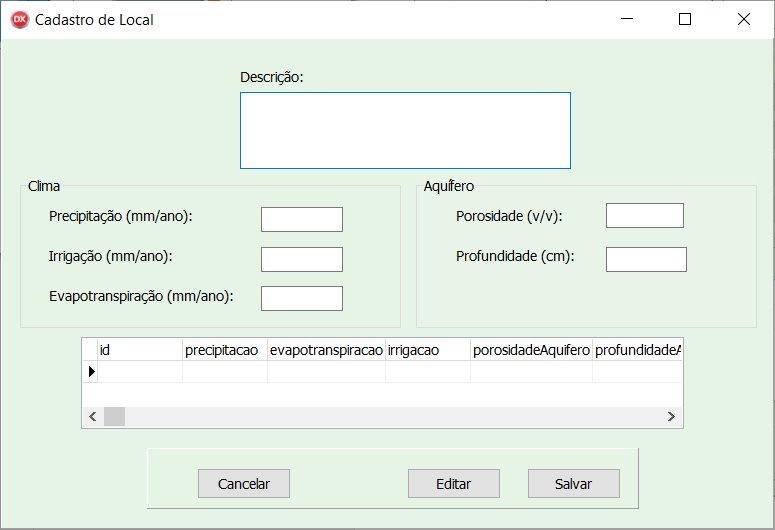 DX Cadastro de Local
Descrição:
Clima
Precipitação (mm/ano):
Irrigação (mm/ano):
Evapotranspiração (mm/ano):
Aquífero
Porosidade (v/v):
Profundidade (cm):
id precipitacao evapotranspiracao irrigacao porosidadeAquifero profundidadeA
Cancelar Editar Salvar